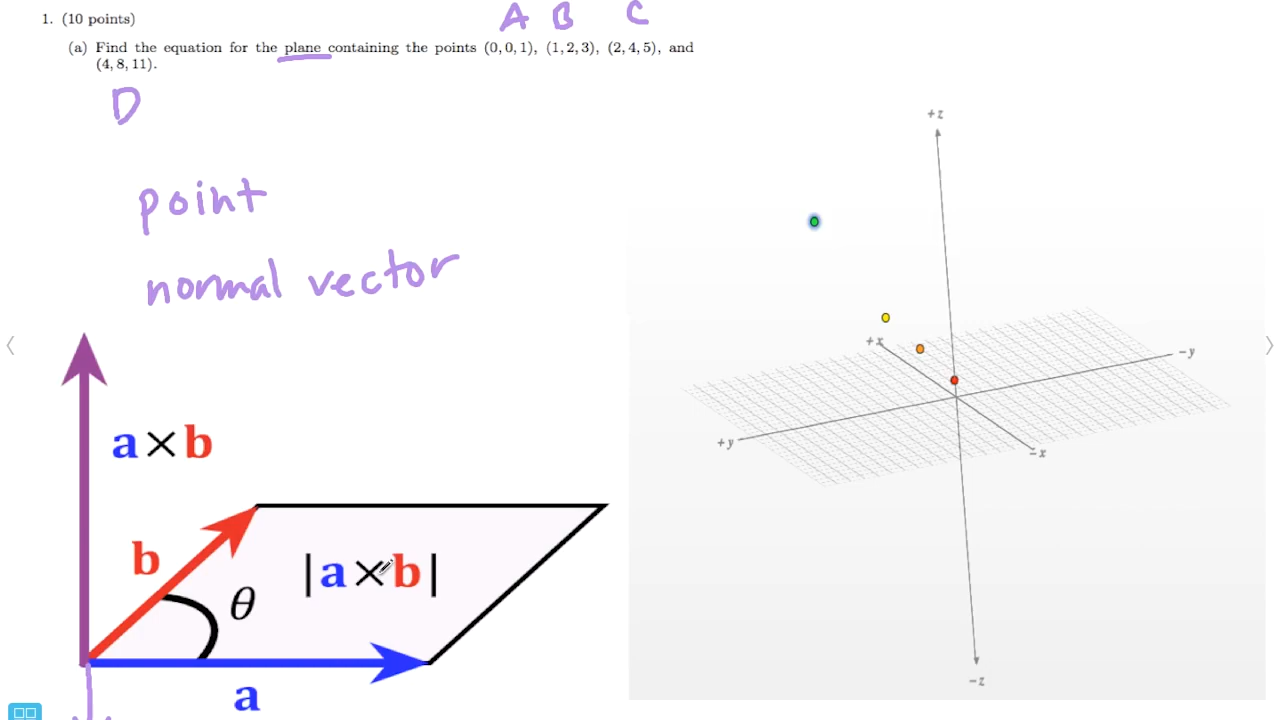 1. (10 points)
A B C
(a) Find the equation for the plane containing the points (0, 0, 1), (1, 2, 3), (2, 4, 5), and
(4, 8, 11).
D
point
normal vector
a×b
b
θ
|a×b|
a
+z
+x
−y
+y
−x
−z